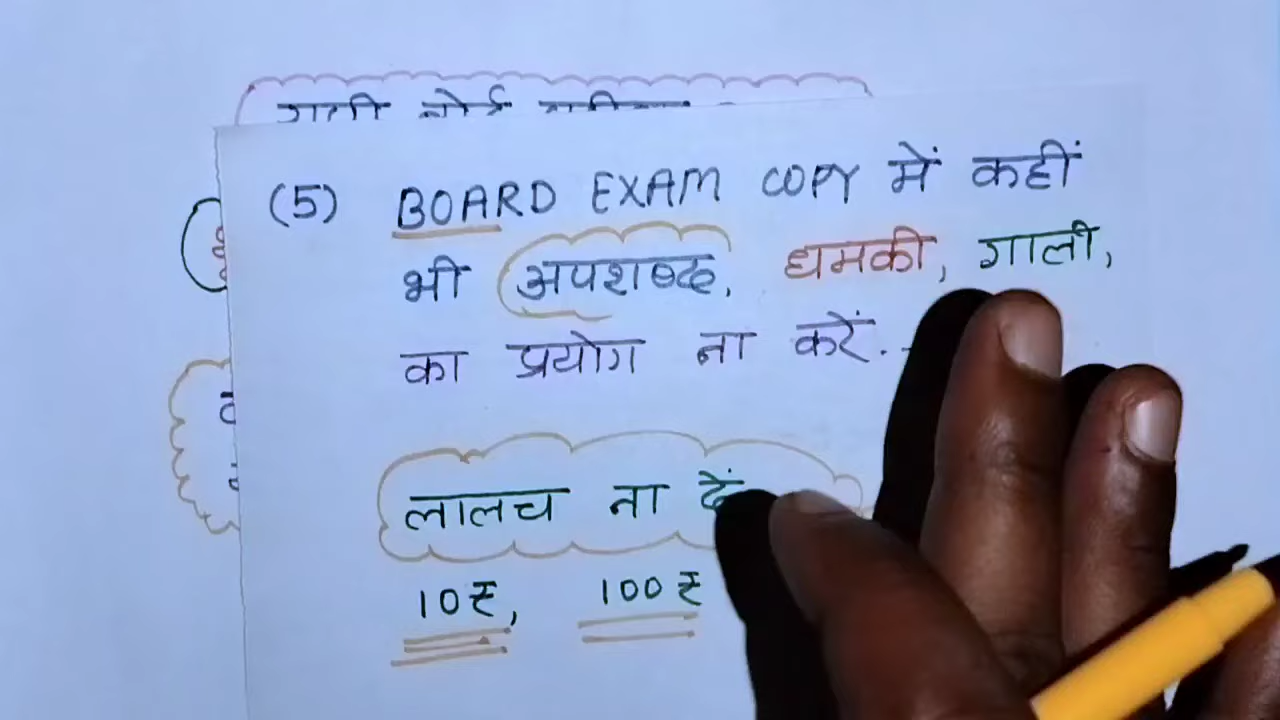 (5) BOARD EXAM COPY में कहीं
भी अपशब्द, धमकी, गाली,
का प्रयोग ना करें.
लालच ना दें
10₹, 100₹